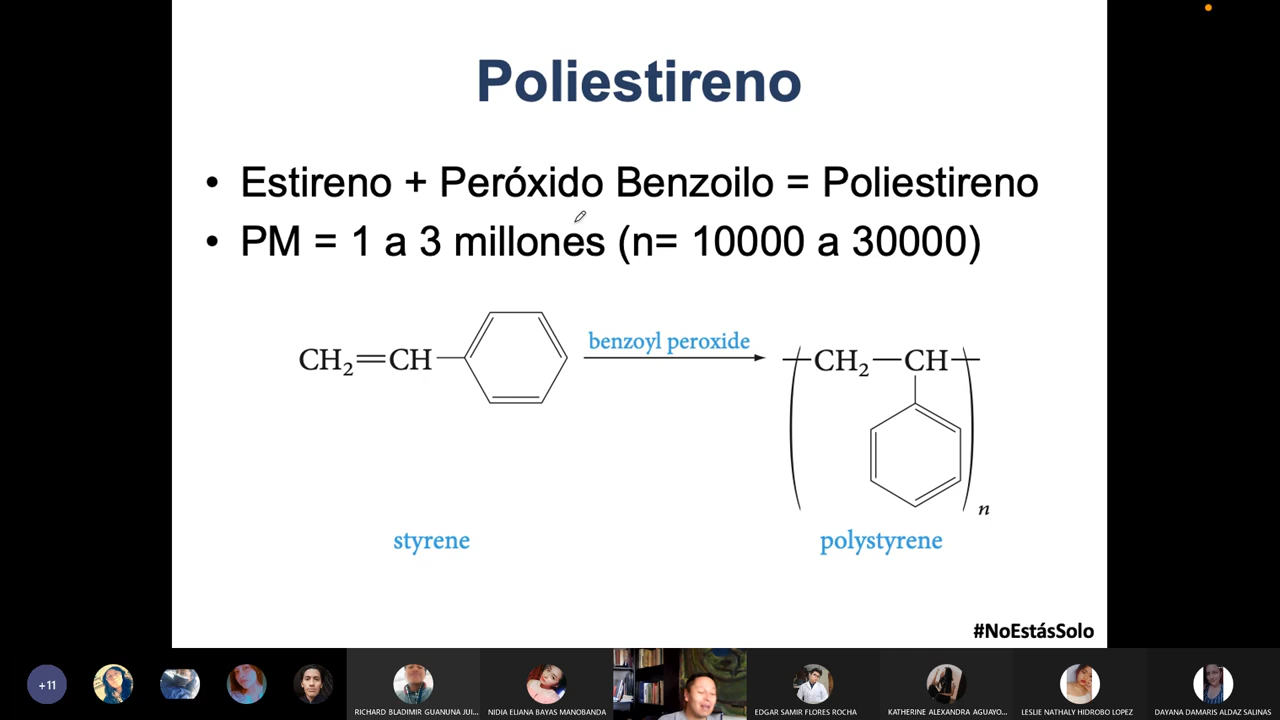 Poliestireno
• Estireno + Peróxido Benzoilo = Poliestireno
• PM = 1 a 3 millones (n= 10000 a 30000)
benzoyl peroxide
CH2=CH
CH2—CH
n
styrene
polystyrene
#NoEstásSolo
+11
RICHARD BLADIMIR GUANUNA JUI...
NIDIA ELIANA BAYAS MANOBANDA
EDGAR SAMIR FLORES ROCHA
KATHERINE ALEXANDRA AGUAYO...
LESLIE NATHALY HIDROBO LOPEZ
DAYANA DAMARIS ALDAZ SALINAS